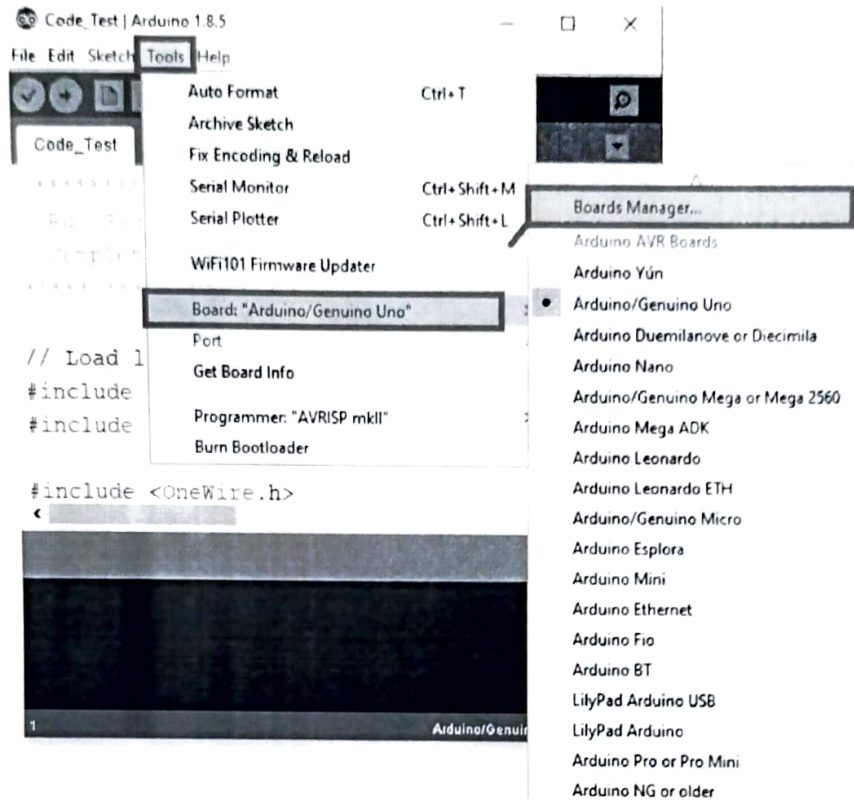 Code_Test | Arduino 1.8.5
File Edit Sketch Tools Help
Auto Format Ctrl+T
Archive Sketch
Fix Encoding & Reload
Serial Monitor Ctrl+Shift+M
Serial Plotter Ctrl+Shift+L
WiFi101 Firmware Updater
Board: "Arduino/Genuino Uno"
Port
Get Board Info
Programmer: "AVRISP mkII"
Burn Bootloader
Code_Test
// Load l
#include
#include
#include <OneWire.h>
1 Arduino/Genuin
Boards Manager...
Arduino AVR Boards
Arduino Yún
Arduino/Genuino Uno
Arduino Duemilanove or Diecimila
Arduino Nano
Arduino/Genuino Mega or Mega 2560
Arduino Mega ADK
Arduino Leonardo
Arduino Leonardo ETH
Arduino/Genuino Micro
Arduino Esplora
Arduino Mini
Arduino Ethernet
Arduino Fio
Arduino BT
LilyPad Arduino USB
LilyPad Arduino
Arduino Pro or Pro Mini
Arduino NG or older